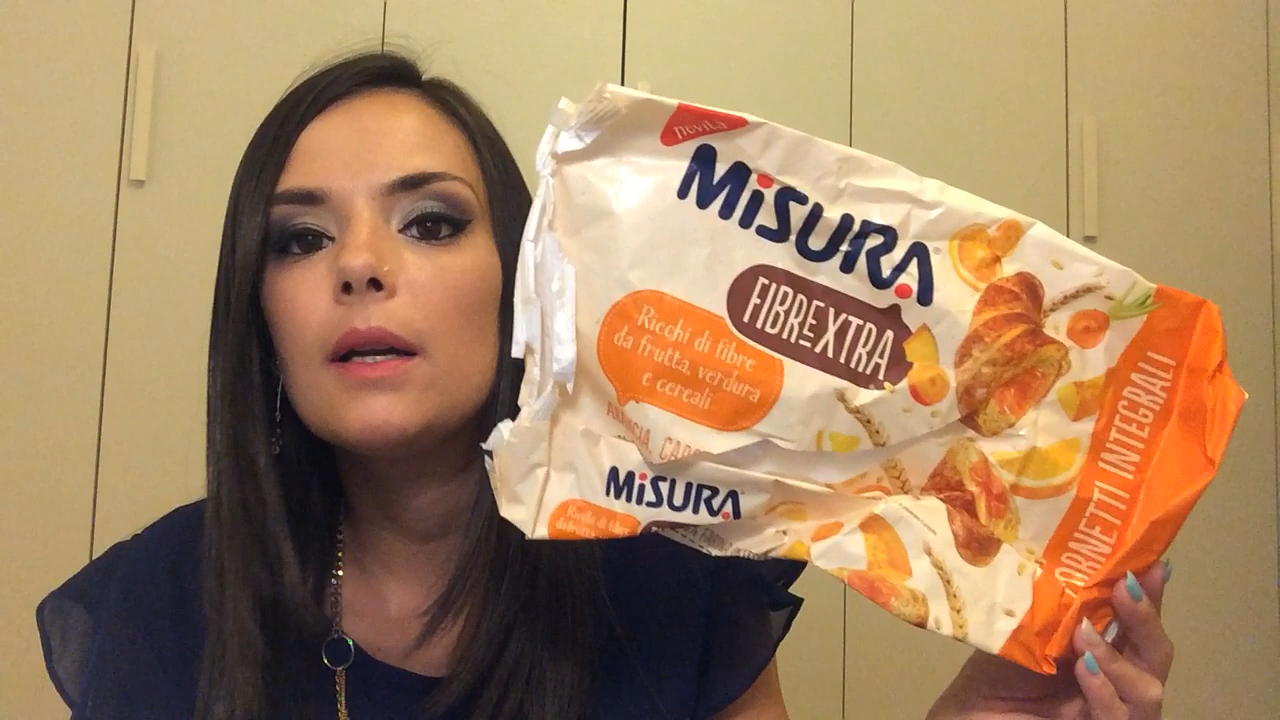 novità
MiSURA
FIBREXTRA
Ricchi di fibre
da frutta, verdura
e cereali
MiSURA
CORNETTI INTEGRALI